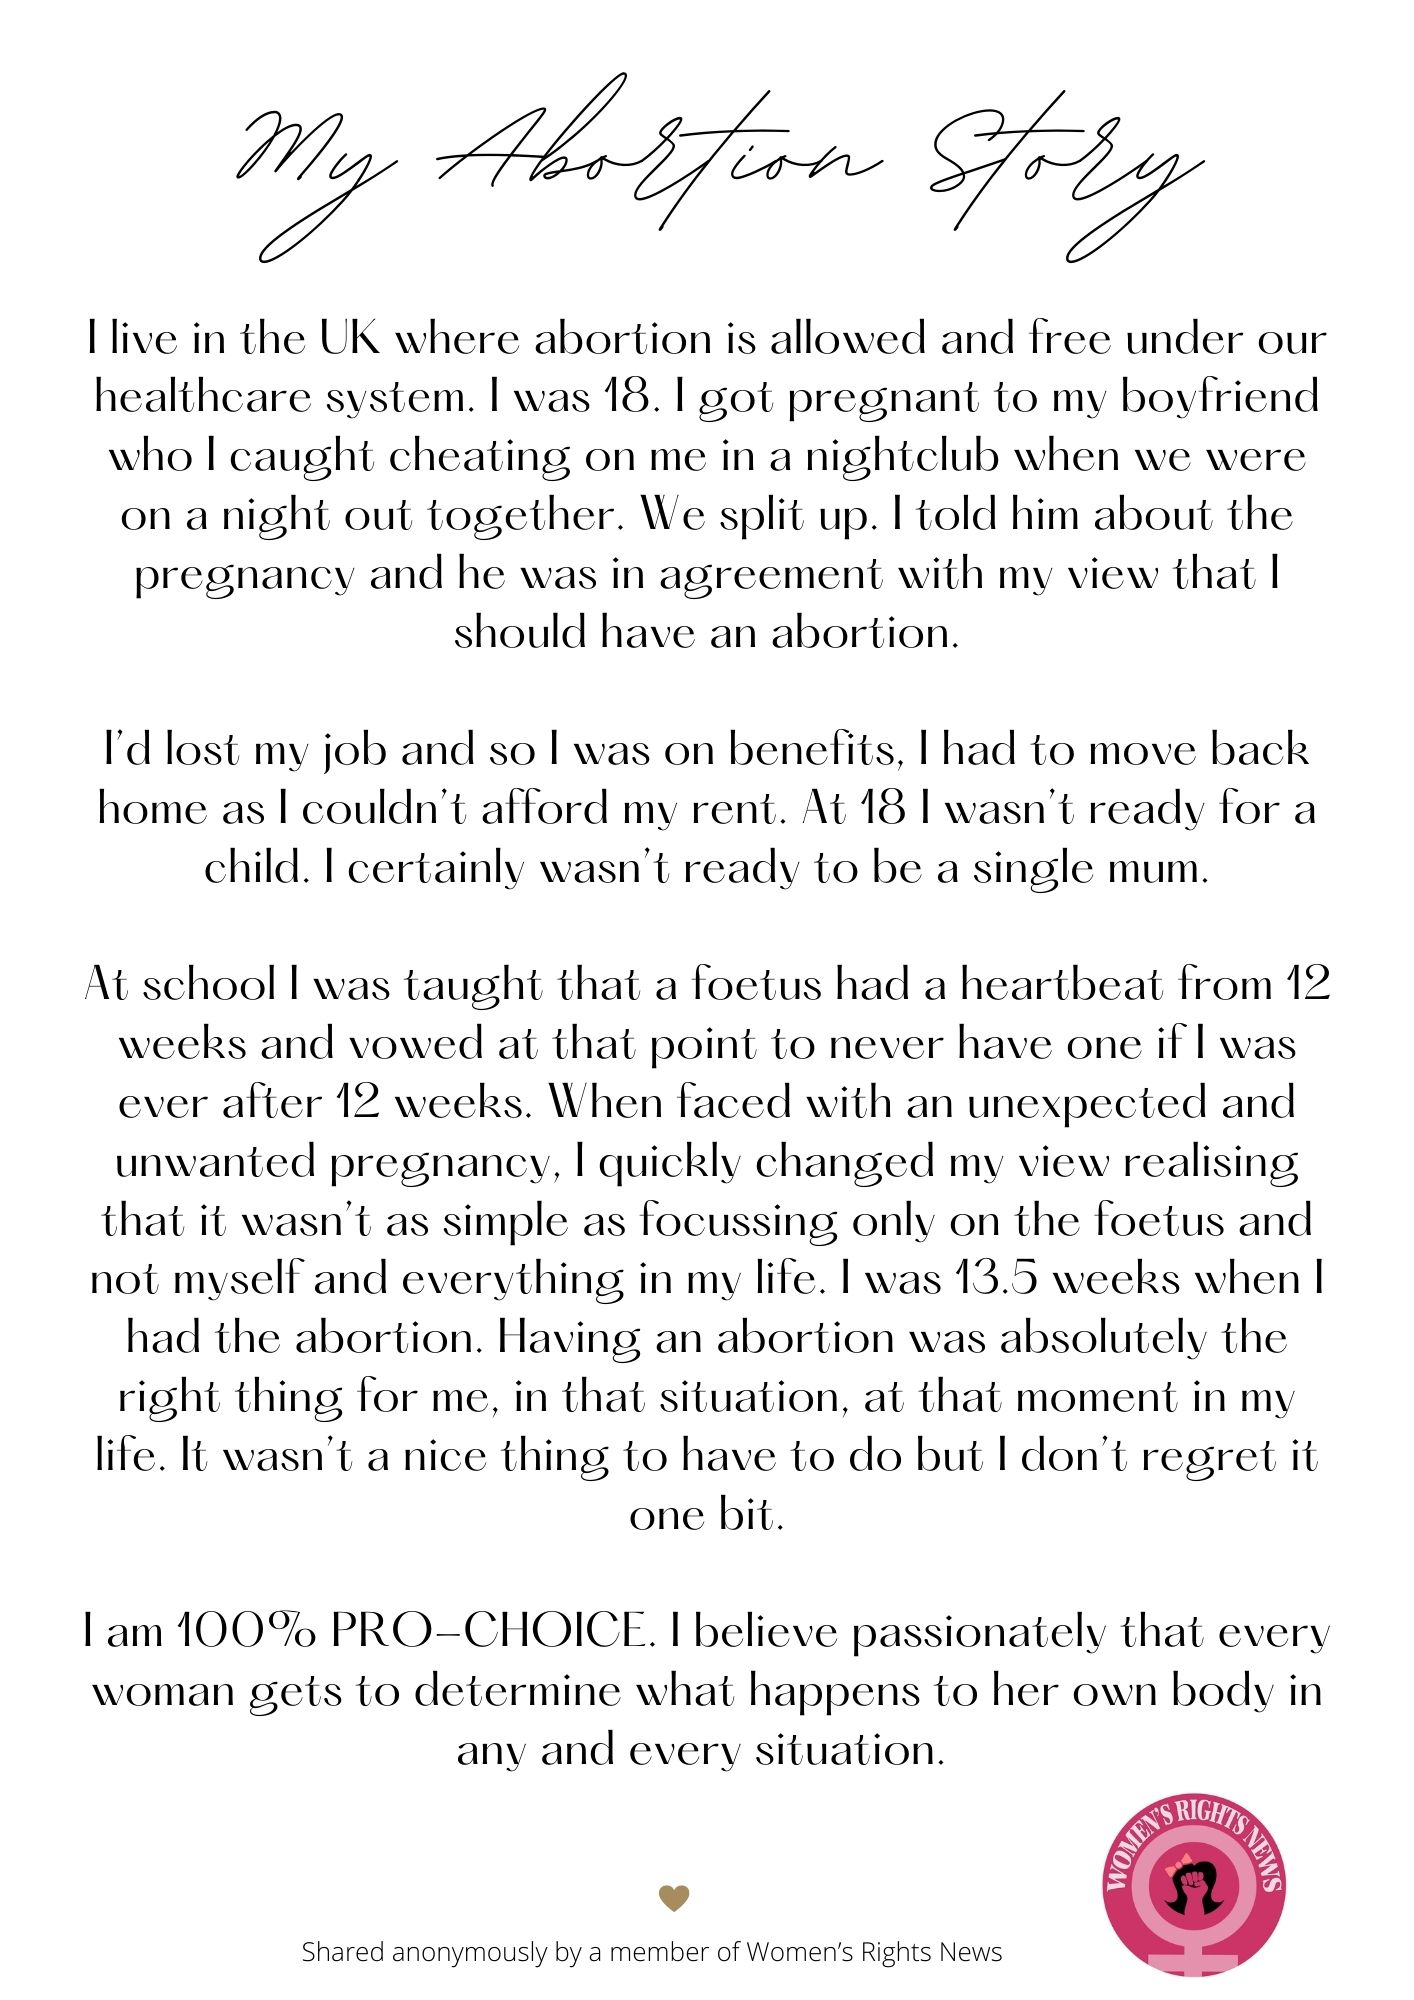 My Abortion Story
I live in the UK where abortion is allowed and free under our
healthcare system. I was 18. I got pregnant to my boyfriend
who I caught cheating on me in a nightclub when we were
on a night out together. We split up. I told him about the
pregnancy and he was in agreement with my view that I
should have an abortion.
I'd lost my job and so I was on benefits, I had to move back
home as I couldn't afford my rent. At 18 I wasn't ready for a
child. I certainly wasn't ready to be a single mum.
At school I was taught that a foetus had a heartbeat from 12
weeks and vowed at that point to never have one if I was
ever after 12 weeks. When faced with an unexpected and
unwanted pregnancy, I quickly changed my view realising
that it wasn't as simple as focussing only on the foetus and
not myself and everything in my life. I was 13.5 weeks when I
had the abortion. Having an abortion was absolutely the
right thing for me, in that situation, at that moment in my
life. It wasn't a nice thing to have to do but I don't regret it
one bit.
I am 100% PRO-CHOICE. I believe passionately that every
woman gets to determine what happens to her own body in
any and every situation.
WOMEN'S RIGHTS NEWS
Shared anonymously by a member of Women's Rights News